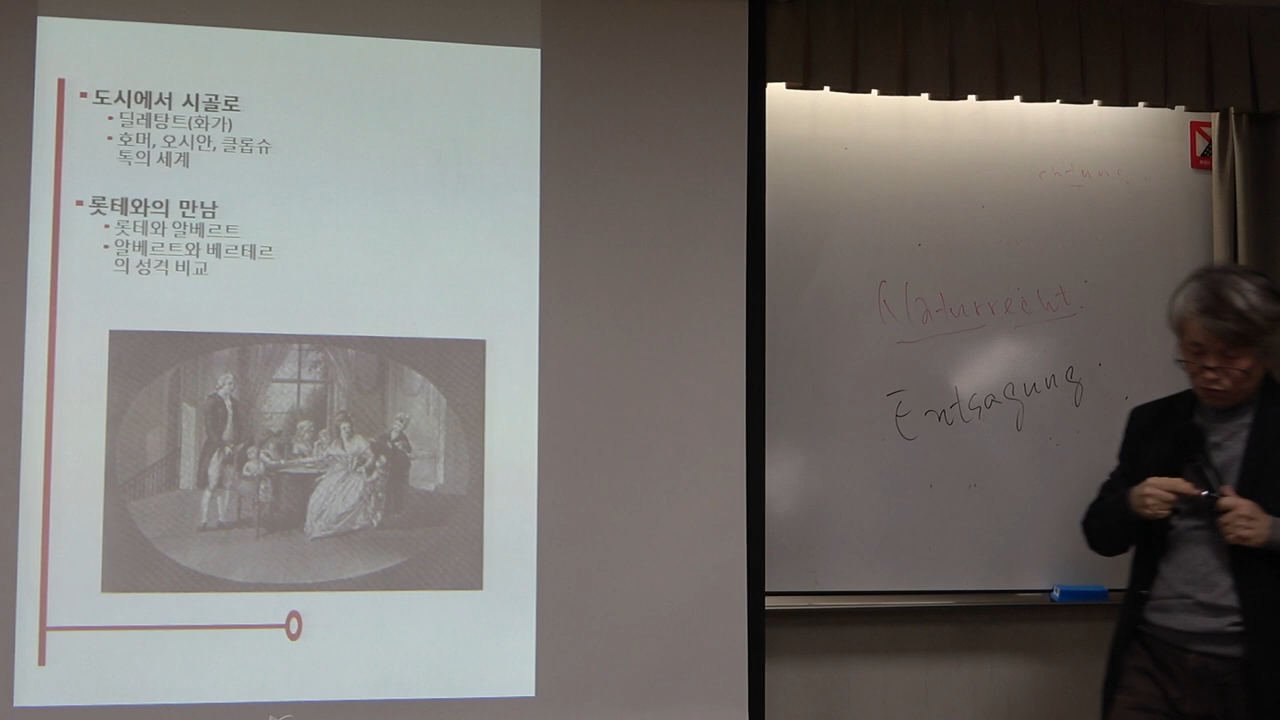 도시에서 시골로
딜레탕트(화가)
호머, 오시안, 클롭슈
톡의 세계
롯테와의 만남
롯테와 알베르트
알베르트와 베르테르
의 성격 비교
Naturrecht.
Entsagung.